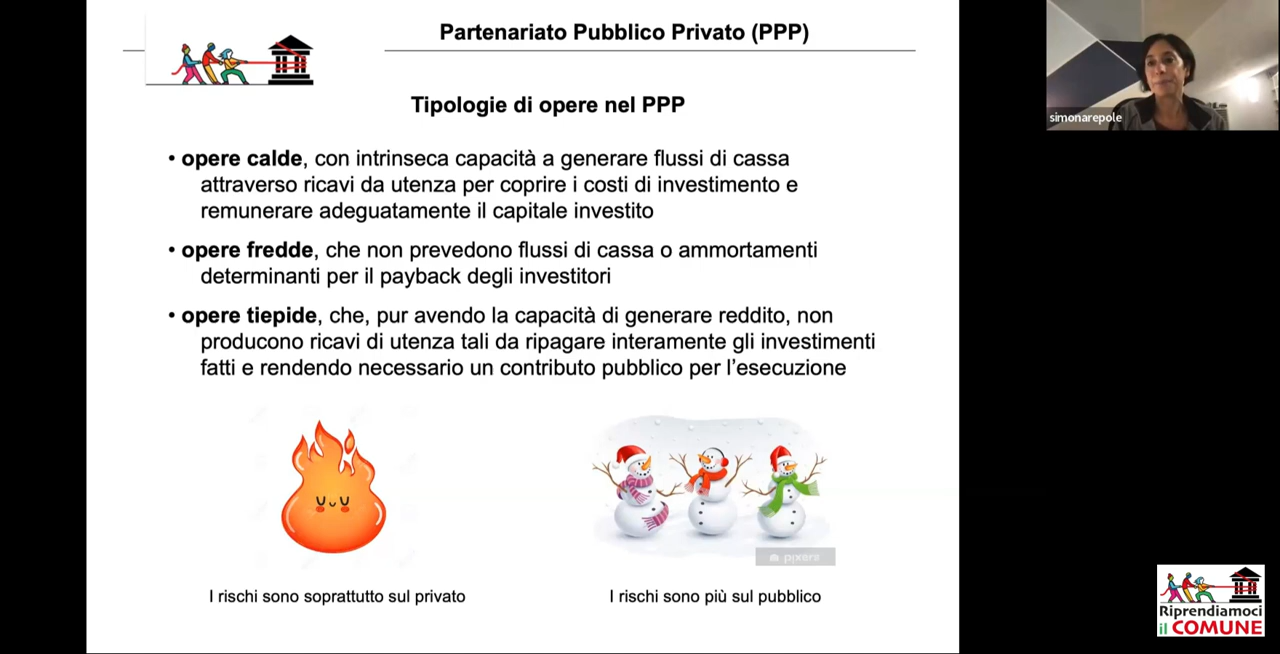 Partenariato Pubblico Privato (PPP)
Tipologie di opere nel PPP
• opere calde, con intrinseca capacità a generare flussi di cassa
attraverso ricavi da utenza per coprire i costi di investimento e
remunerare adeguatamente il capitale investito
• opere fredde, che non prevedono flussi di cassa o ammortamenti
determinanti per il payback degli investitori
• opere tiepide, che, pur avendo la capacità di generare reddito, non
producono ricavi di utenza tali da ripagare interamente gli investimenti
fatti e rendendo necessario un contributo pubblico per l'esecuzione
pixers
I rischi sono soprattutto sul privato
I rischi sono più sul pubblico
simonarepole
Riprendiamoci
il COMUNE